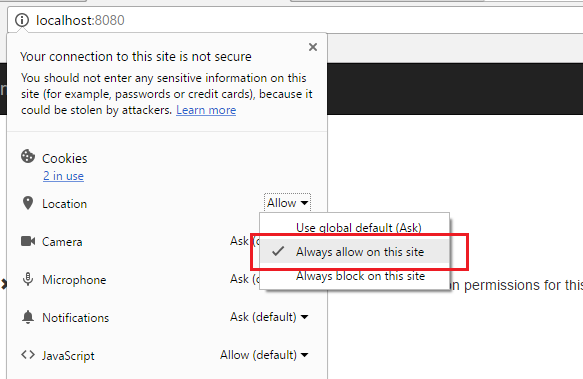 localhost:8080
Your connection to this site is not secure
You should not enter any sensitive information on this
site (for example, passwords or credit cards), because it
could be stolen by attackers. Learn more
Cookies
2 in use
Location Allow
Use global default (Ask)
Always allow on this site
Always block on this site
Camera Ask
Microphone Ask
permissions for this
Notifications Ask (default)
JavaScript Allow (default)